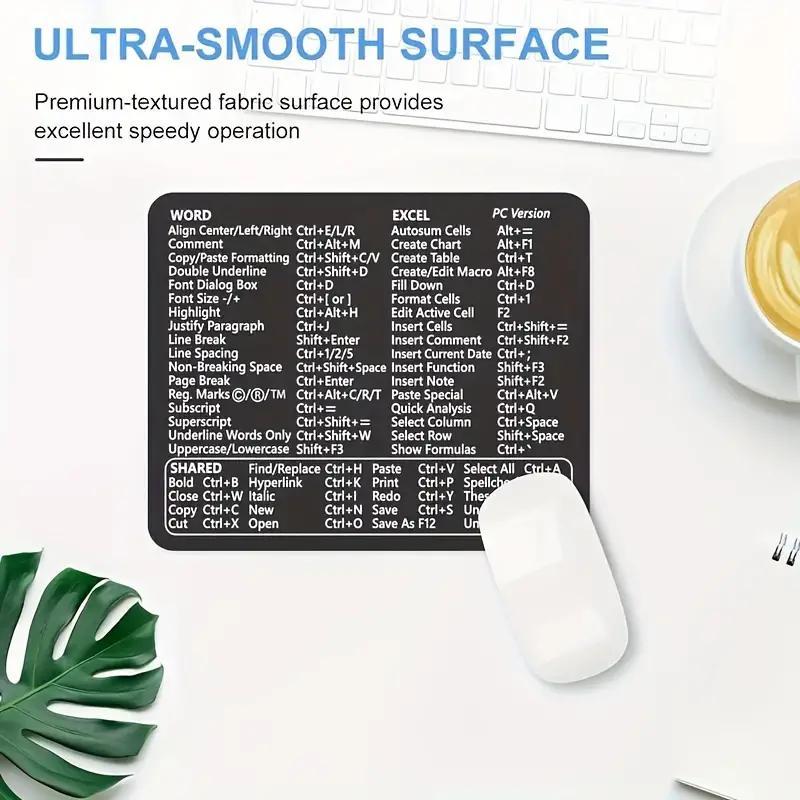 ULTRA-SMOOTH SURFACE
Premium-textured fabric surface provides
excellent speedy operation
WORD EXCEL PC Version
Align Center/Left/Right Ctrl+E/L/R Autosum Cells Alt+=
Comment Ctrl+Alt+M Create Chart Alt+F1
Copy/Paste Formatting Ctrl+Shift+C/V Create Table Ctrl+T
Double Underline Ctrl+Shift+D Create/Edit Macro Alt+F8
Font Dialog Box Ctrl+D Fill Down Ctrl+D
Font Size -/+ Ctrl+[ or ] Format Cells Ctrl+1
Highlight Ctrl+Alt+H Edit Active Cell F2
Justify Paragraph Ctrl+J Insert Cells Ctrl+Shift+=
Line Break Shift+Enter Insert Comment Ctrl+Shift+F2
Line Spacing Ctrl+1/2/5 Insert Current Date Ctrl+;
Non-Breaking Space Ctrl+Shift+Space Insert Function Shift+F3
Page Break Ctrl+Enter Insert Note Shift+F2
Reg. Marks©/®/™ Ctrl+Alt+C/R/T Paste Special Ctrl+Alt+V
Subscript Ctrl+= Quick Analysis Ctrl+Q
Superscript Ctrl+Shift+= Select Column Ctrl+Space
Underline Words Only Ctrl+Shift+W Select Row Shift+Space
Uppercase/Lowercase Shift+F3 Show Formulas Ctrl+`
SHARED Find/Replace Ctrl+H Paste Ctrl+V Select All Ctrl+A
Bold Ctrl+B Hyperlink Ctrl+K Print Ctrl+P
Close Ctrl+W Italic Ctrl+I Redo Ctrl+Y
Copy Ctrl+C New Ctrl+N Save Ctrl+S
Cut Ctrl+X Open Ctrl+O Save As F12